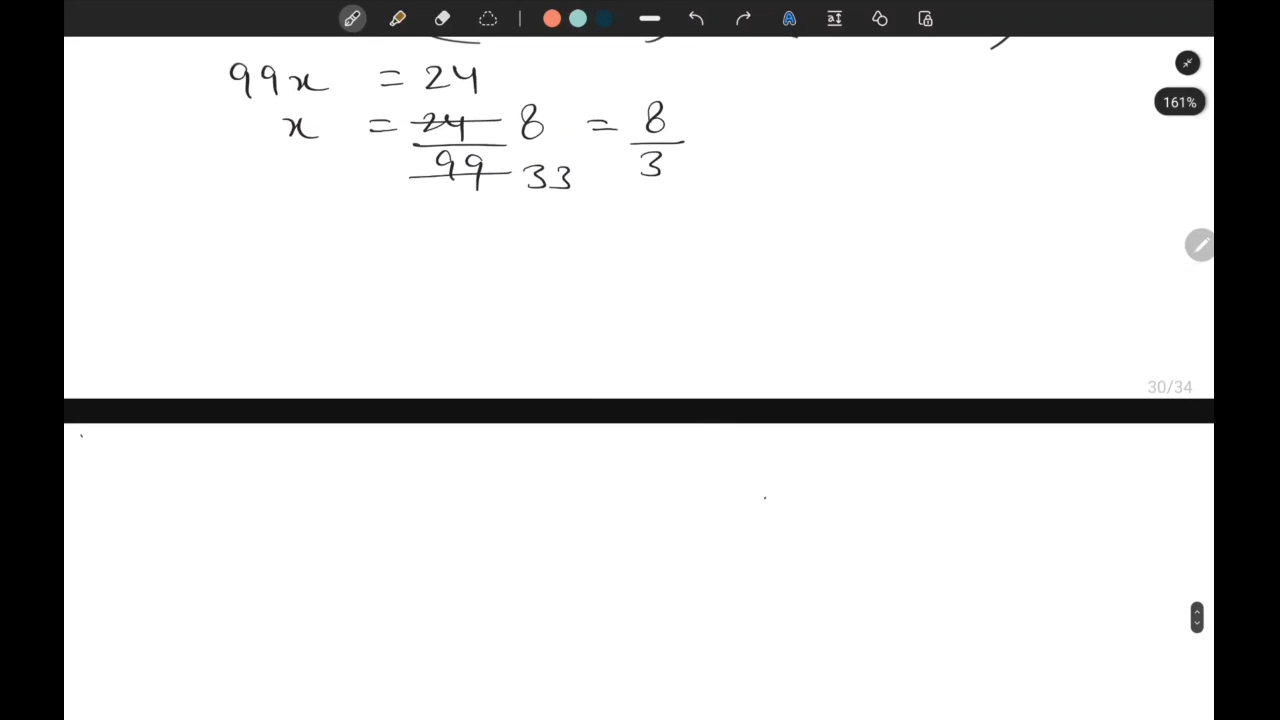 161%
99x = 24
x = 24/99 8 33 = 8/3
30/34